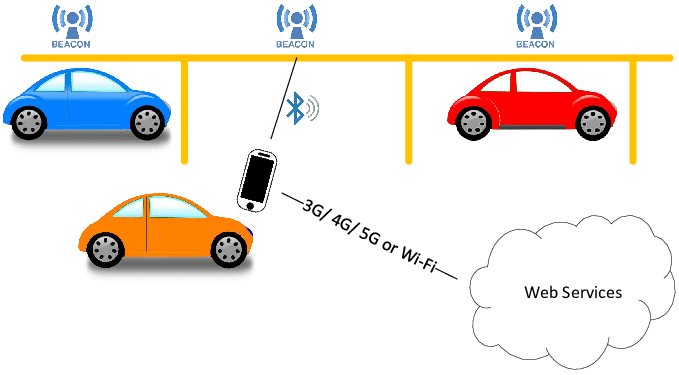 BEACON
BEACON
BEACON
3G/ 4G/ 5G or Wi-Fi
Web Services